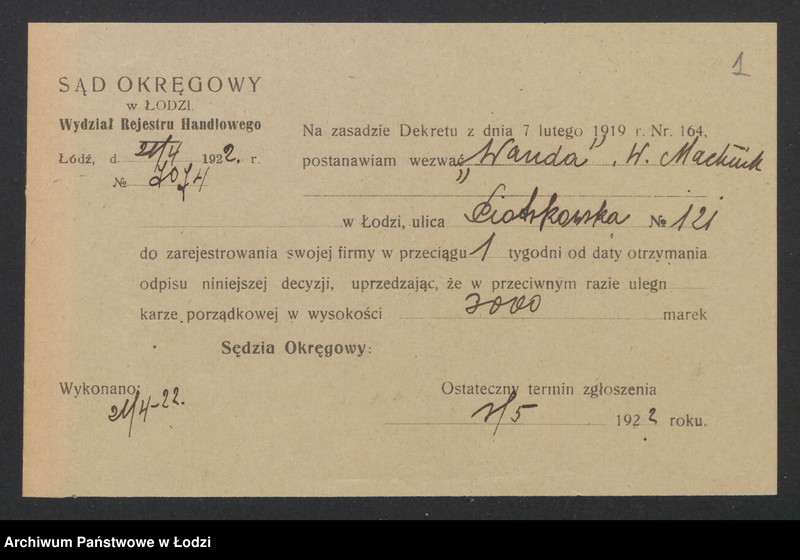 1
SĄD OKRĘGOWY
w ŁODZI.
Wydział Rejestru Handlowego
Łódź, d. 21/4 1922. r.
№ 7074
Na zasadzie Dekretu z dnia 7 lutego 1919 r. Nr. 164,
postanawiam wezwać „Wanda”, W.
w Łodzi, ulica Piotrkowska № 121
do zarejestrowania swojej firmy w przeciągu 1 tygodni od daty otrzymania
odpisu niniejszej decyzji, uprzedzając, że w przeciwnym razie ulegn
karze porządkowej w wysokości 3000 marek
Sędzia Okręgowy:
Wykonano:
21/4-22.
Ostateczny termin zgłoszenia
/5 1922 roku.
Archiwum Państwowe w Łodzi